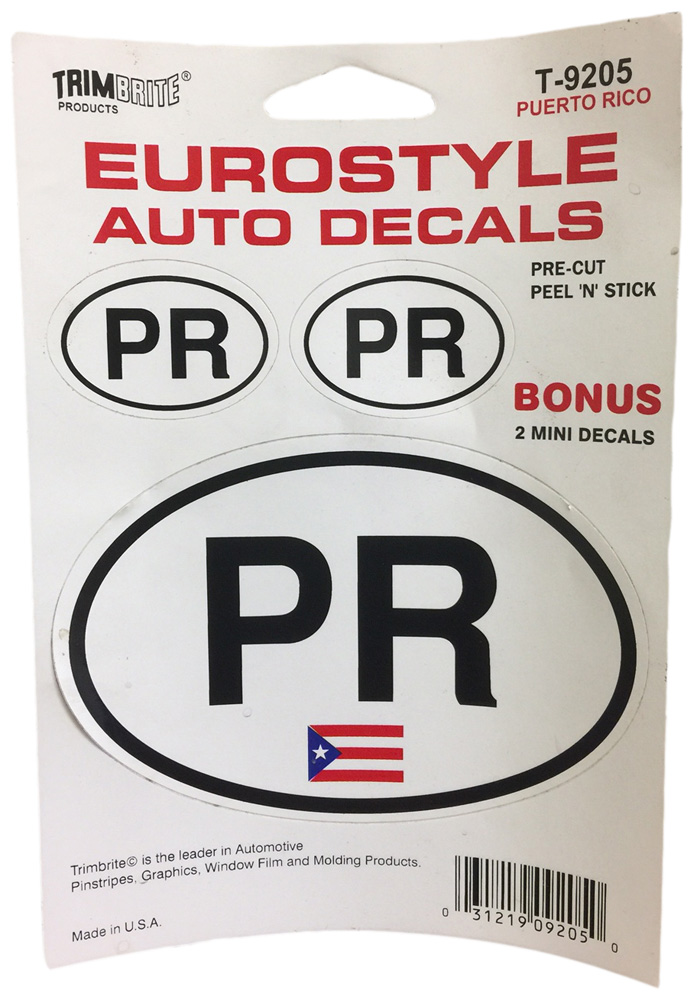 TRIMBRITE®
PRODUCTS
T-9205
PUERTO RICO
EUROSTYLE
AUTO DECALS
PRE-CUT
PEEL 'N' STICK
PR
PR
BONUS
2 MINI DECALS
PR
Trimbrite© is the leader in Automotive
Pinstripes, Graphics, Window Film and Molding Products.
Made in U.S.A.
0 31219 09205 0